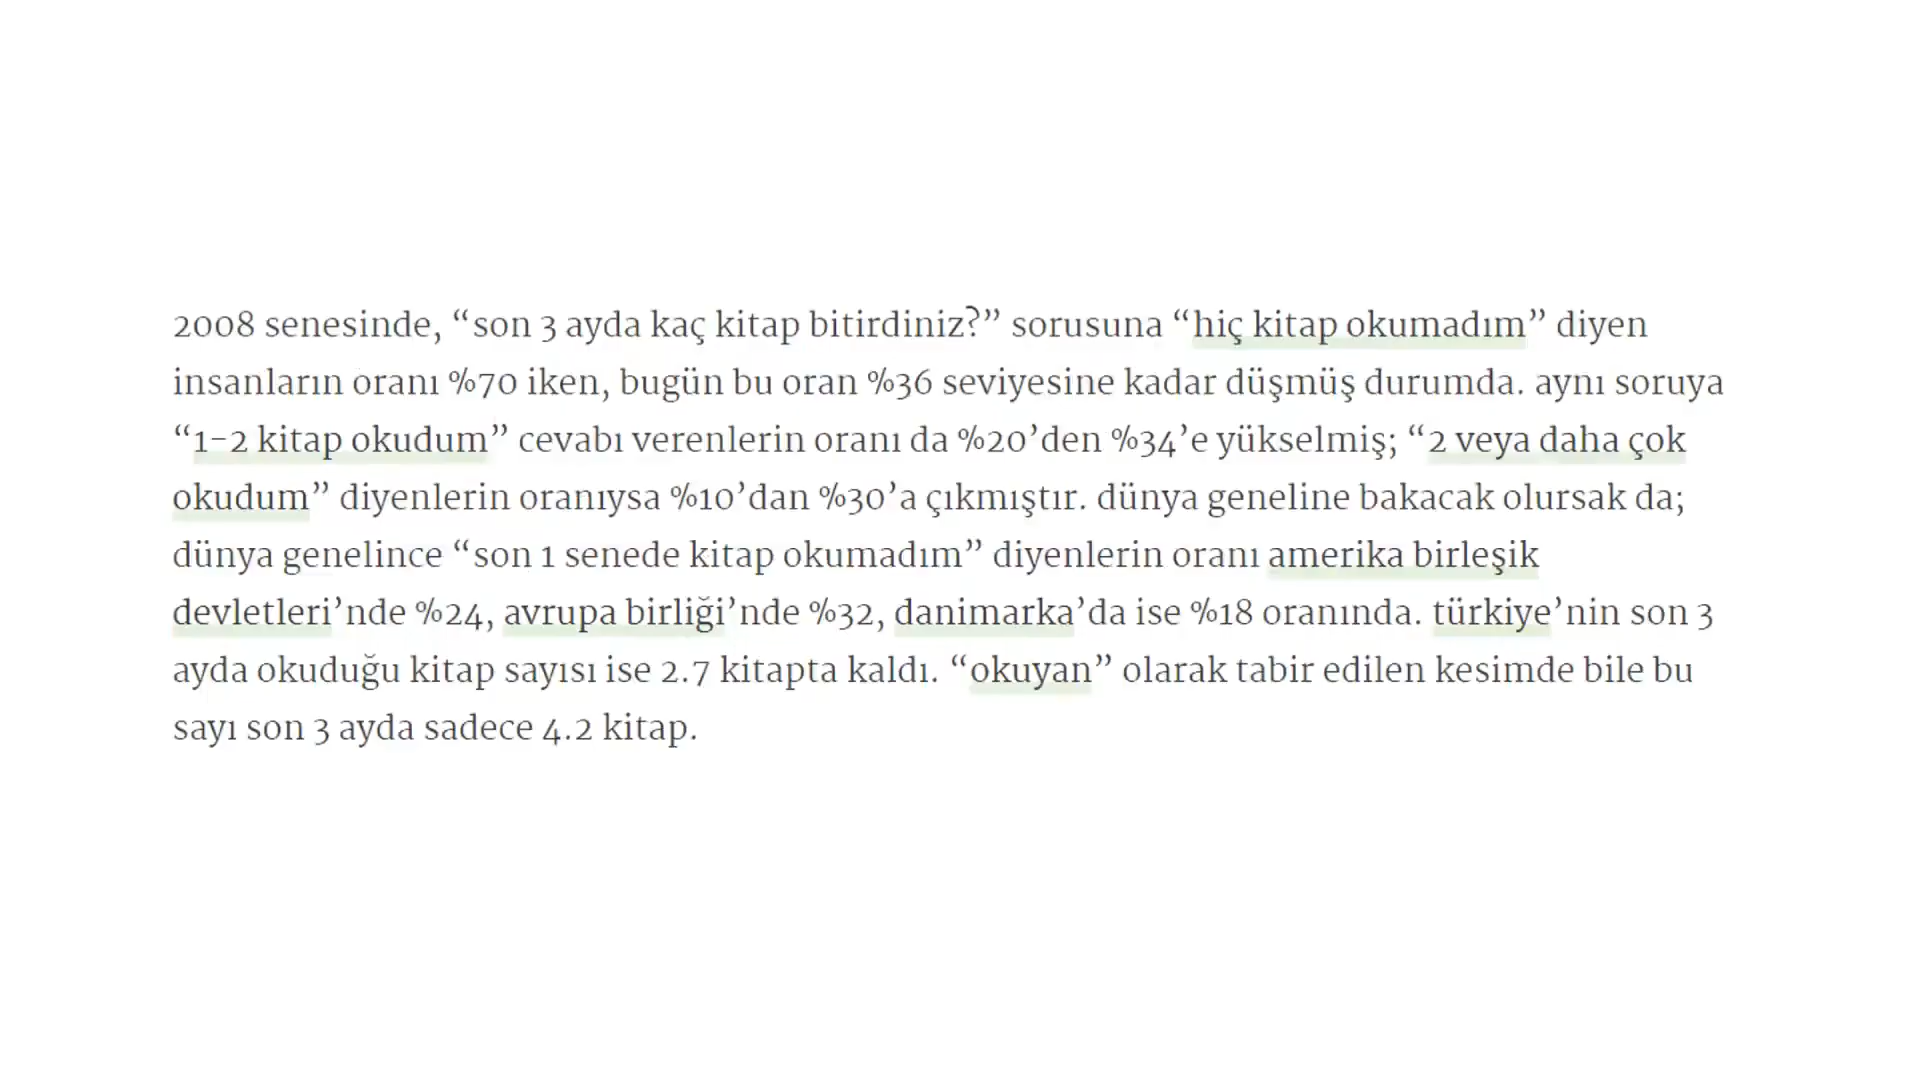 2008 senesinde, “son 3 ayda kaç kitap bitirdiniz?” sorusuna “hiç kitap okumadım” diyen
insanların oranı %70 iken, bugün bu oran %36 seviyesine kadar düşmüş durumda. aynı soruya
“1-2 kitap okudum” cevabı verenlerin oranı da %20’den %34’e yükselmiş; “2 veya daha çok
okudum” diyenlerin oranıysa %10’dan %30’a çıkmıştır. dünya geneline bakacak olursak da;
dünya genelince “son 1 senede kitap okumadım” diyenlerin oranı amerika birleşik
devletleri’nde %24, avrupa birliği’nde %32, danimarka’da ise %18 oranında. türkiye’nin son 3
ayda okuduğu kitap sayısı ise 2.7 kitapta kaldı. “okuyan” olarak tabir edilen kesimde bile bu
sayı son 3 ayda sadece 4.2 kitap.